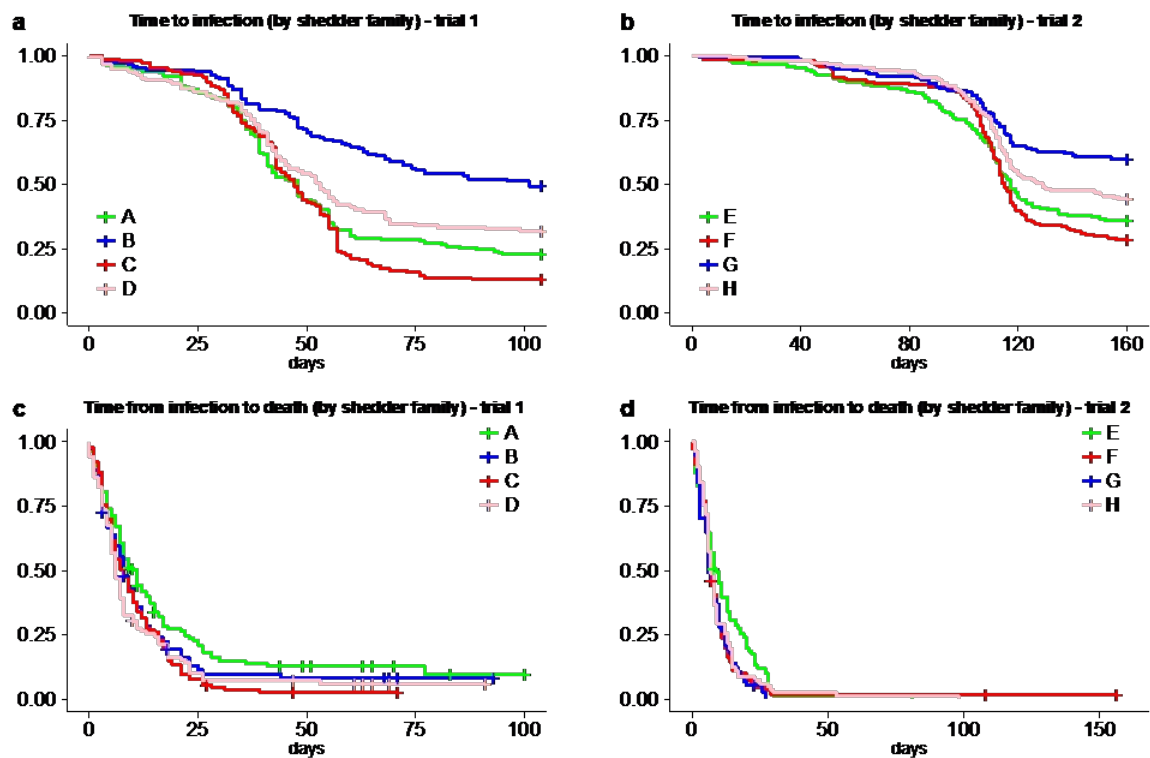 a Time to infection (by shedder family) - trial 1
1.00
0.75
0.50
0.25
0.00
A
B
C
D
0 25 50 75 100
days
b Time to infection (by shedder family) - trial 2
1.00
0.75
0.50
0.25
0.00
E
F
G
H
0 40 80 120 160
days
c Time from infection to death (by shedder family) - trial 1
1.00
0.75
0.50
0.25
0.00
A
B
C
D
0 25 50 75 100
days
d Time from infection to death (by shedder family) - trial 2
1.00
0.75
0.50
0.25
0.00
E
F
G
H
0 50 100 150
days